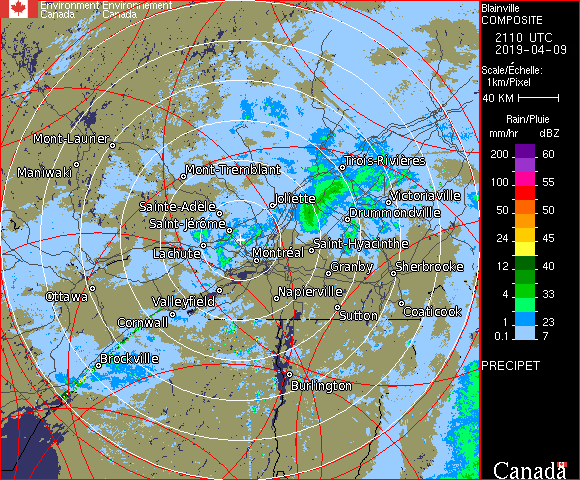 Environment Environnement
Canada Canada
Blainville
COMPOSITE
2110 UTC
2019-04-09
Scale/Échelle:
1km/Pixel
40 KM
Rain/Pluie
mm/hr dBZ
200 60
100 55
50 50
24 45
12 40
4 33
1 23
0.1 7
PRECIPET
Canada
Mont-Laurier
Maniwaki
Mont-Tremblant
Trois-Rivières
Sainte-Adèle
Joliette
Victoriaville
Saint-Jérôme
Drummondville
Lachute
Montréal
Saint-Hyacinthe
Granby
Sherbrooke
Ottawa
Valleyfield
Napierville
Cornwall
Sutton
Coaticook
Brockville
Burlington